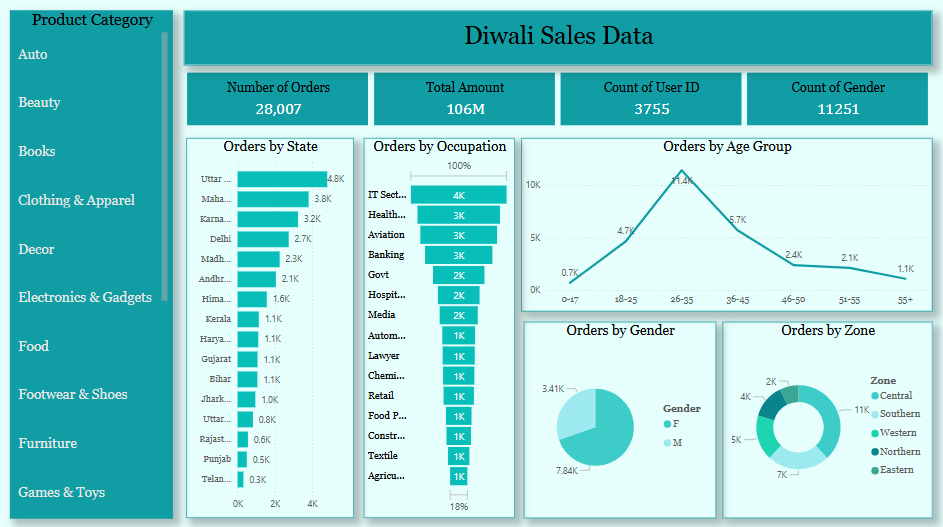 Product Category
Auto
Beauty
Books
Clothing & Apparel
Decor
Electronics & Gadgets
Food
Footwear & Shoes
Furniture
Games & Toys
Diwali Sales Data
Number of Orders
28,007
Total Amount
106M
Count of User ID
3755
Count of Gender
11251
Orders by State
Uttar ... 4.8K
Maha... 3.8K
Karna... 3.2K
Delhi 2.7K
Madh... 2.3K
Andhr... 2.1K
Hima... 1.6K
Kerala 1.1K
Harya... 1.1K
Gujarat 1.1K
Bihar 1.1K
Jhark... 1.0K
Uttar... 0.8K
Rajast... 0.6K
Punjab 0.5K
Telan... 0.3K
0K 2K 4K
Orders by Occupation
100%
IT Sect... 4K
Health... 3K
Aviation 3K
Banking 3K
Govt 2K
Hospit... 2K
Media 2K
Autom... 1K
Lawyer 1K
Chemi... 1K
Retail 1K
Food P... 1K
Constr... 1K
Textile 1K
Agricu... 1K
18%
Orders by Age Group
10K
5K
0K
0.7K 4.7K 11.4K 5.7K 2.4K 2.1K 1.1K
0-17 18-25 26-35 36-45 46-50 51-55 55+
Orders by Gender
3.41K
7.84K
Gender
F
M
Orders by Zone
2K
4K
11K
5K
7K
Zone
Central
Southern
Western
Northern
Eastern